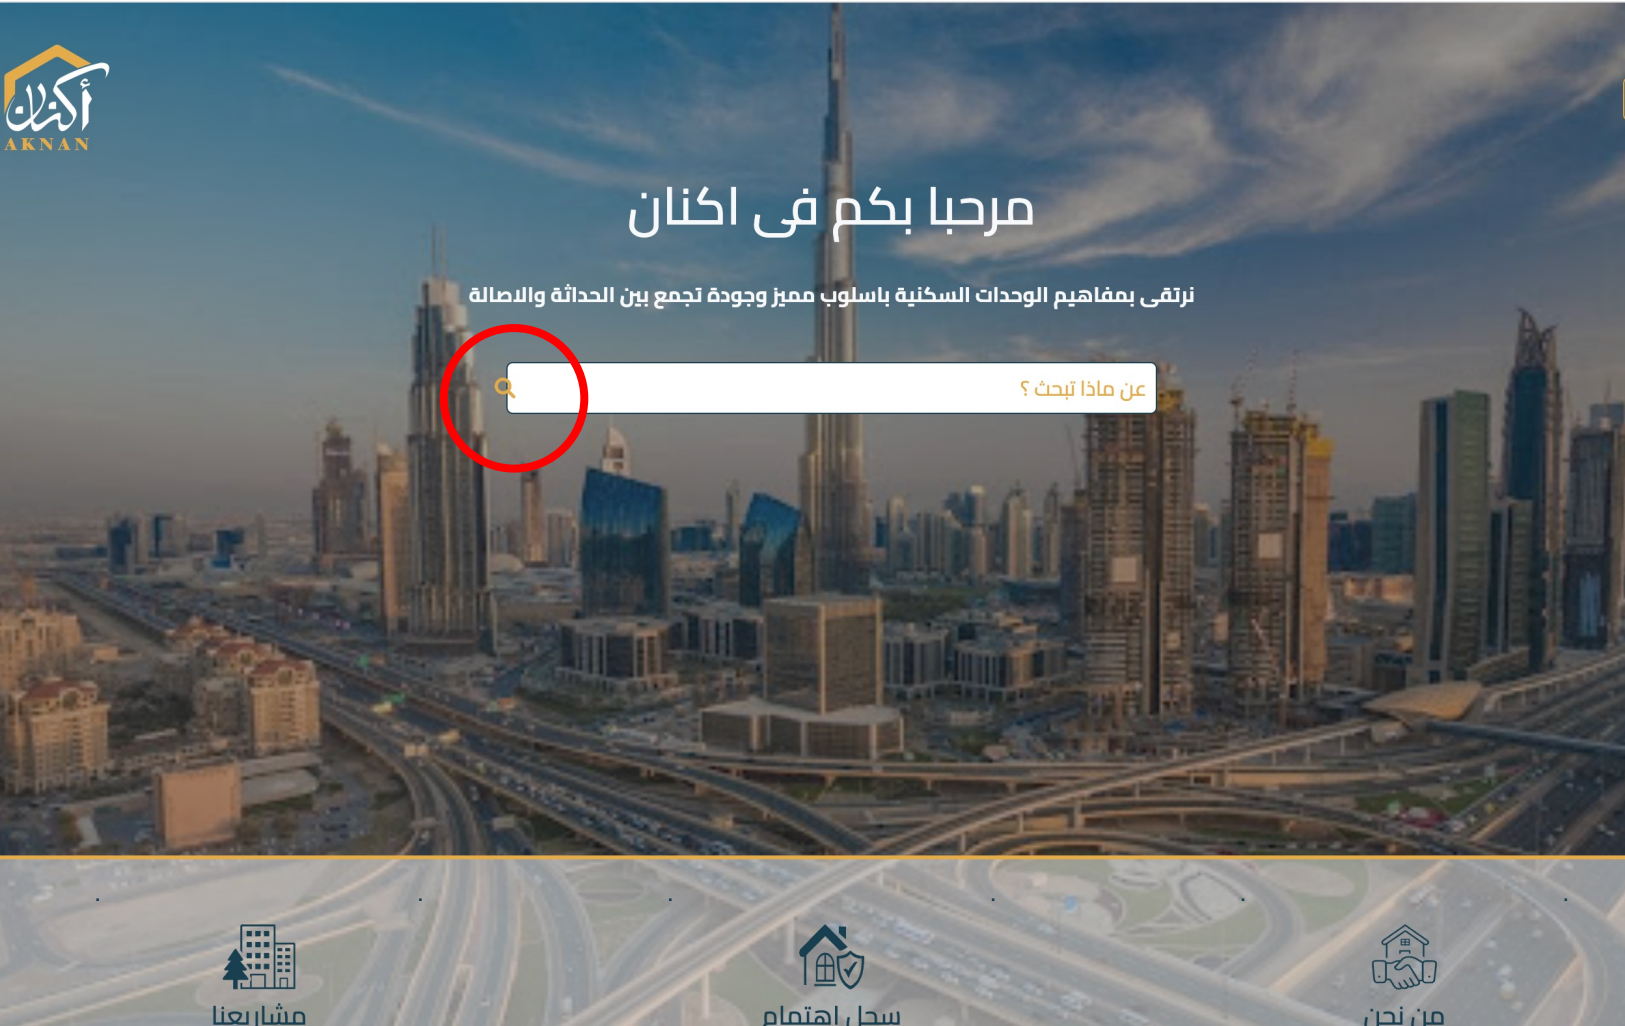 أكنان
AKNAN
مرحبا بكم فى اكنان
نرتقى بمفاهيم الوحدات السكنية باسلوب مميز وجودة تجمع بين الحداثة والاصالة
عن ماذا تبحث ؟
من نحن
سجل اهتمام
مشاريعنا